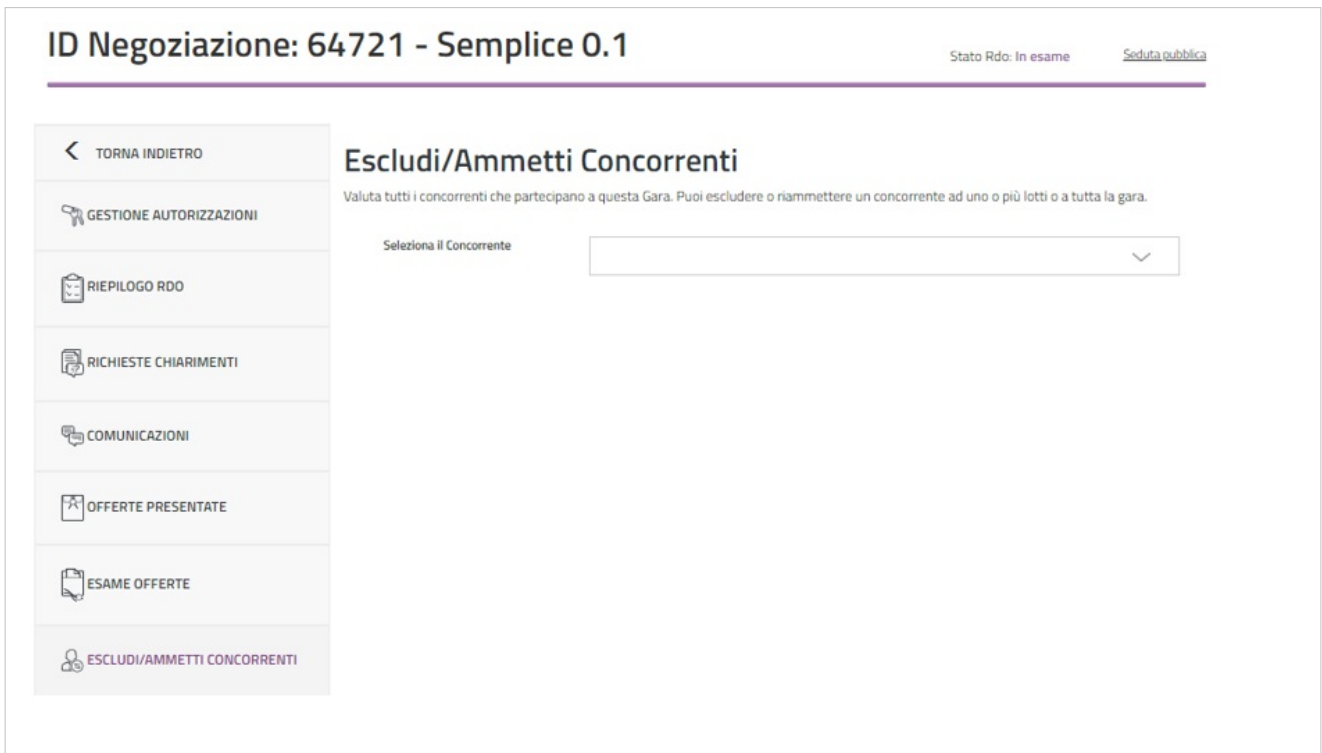 ID Negoziazione: 64721 - Semplice 0.1
Stato Rdo: In esame
Seduta pubblica
TORNA INDIETRO
GESTIONE AUTORIZZAZIONI
RIEPILOGO RDO
RICHIESTE CHIARIMENTI
COMUNICAZIONI
OFFERTE PRESENTATE
ESAME OFFERTE
ESCLUDI/AMMETTI CONCORRENTI
Escludi/Ammetti Concorrenti
Valuta tutti i concorrenti che partecipano a questa Gara. Puoi escludere o riammettere un concorrente ad uno o più lotti o a tutta la gara.
Seleziona il Concorrente